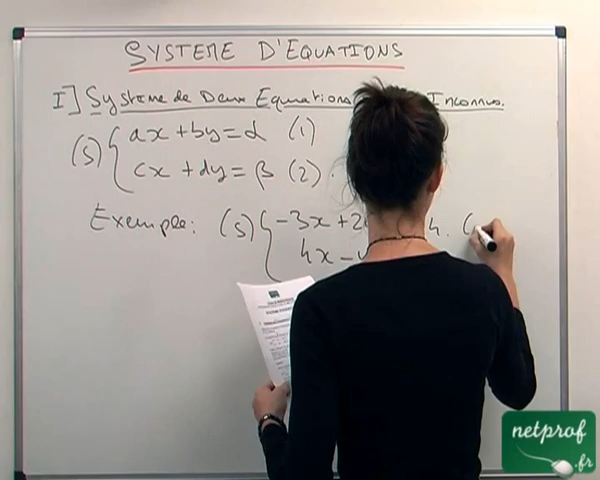 SYSTEME D'EQUATIONS
I] Système de Deux Equations Inconnus.
(S) { ax + by = α (1)
cx + dy = β (2).
Exemple: (S) { -3x + 2 4. (
4x -
netprof
.fr